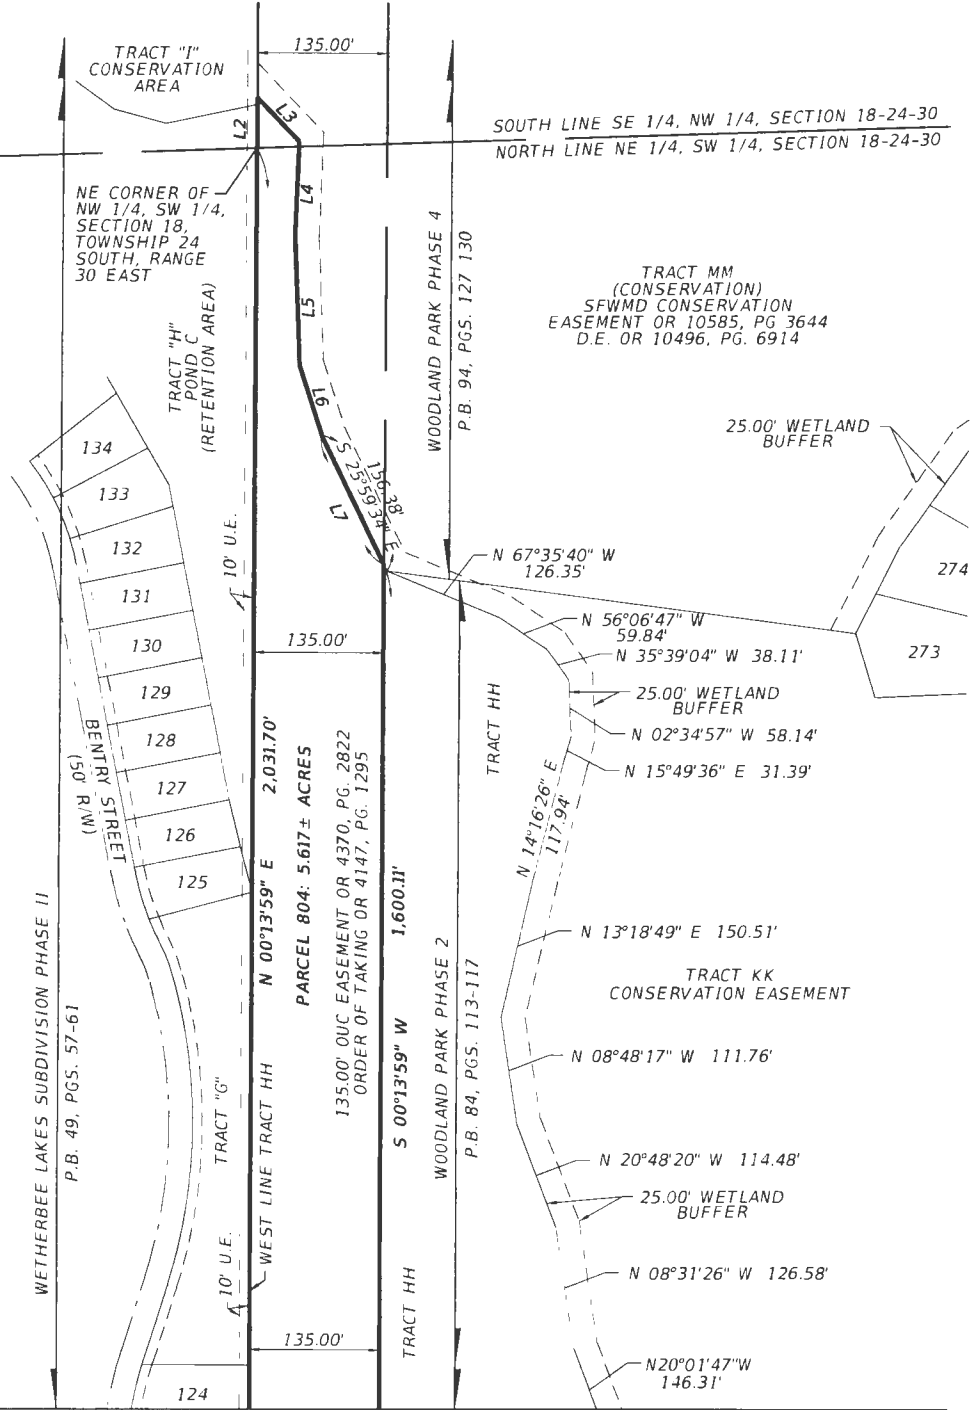 135.00'
TRACT "I"
CONSERVATION
AREA
L2
L3
SOUTH LINE SE 1/4, NW 1/4, SECTION 18-24-30
NORTH LINE NE 1/4, SW 1/4, SECTION 18-24-30
NE CORNER OF
NW 1/4, SW 1/4,
SECTION 18,
TOWNSHIP 24
SOUTH, RANGE
30 EAST
L4
L5
L6
L7
TRACT "H"
POND C
(RETENTION AREA)
WOODLAND PARK PHASE 4
P.B. 94, PGS. 127 130
TRACT MM
(CONSERVATION)
SFWMD CONSERVATION
EASEMENT OR 10585, PG 3644
D.E. OR 10496, PG. 6914
25.00' WETLAND
BUFFER
156.38'
S 25°59'34" E
134
133
132
131
130
129
128
127
126
125
10' U.E.
N 67°35'40" W
126.35'
274
N 56°06'47" W
59.84'
273
135.00'
N 35°39'04" W 38.11'
25.00' WETLAND
BUFFER
TRACT HH
N 02°34'57" W 58.14'
N 15°49'36" E 31.39'
BENTRY STREET
(50' R/W)
N 00°13'59" E 2,031.70'
PARCEL 804: 5.617± ACRES
135.00' OUC EASEMENT OR 4370, PG. 2822
ORDER OF TAKING OR 4147, PG. 1295
S 00°13'59" W 1,600.11'
N 14°16'26" E
117.94'
N 13°18'49" E 150.51'
TRACT KK
CONSERVATION EASEMENT
WETHERBEE LAKES SUBDIVISION PHASE II
P.B. 49, PGS. 57-61
WOODLAND PARK PHASE 2
P.B. 84, PGS. 113-117
N 08°48'17" W 111.76'
TRACT "G"
WEST LINE TRACT HH
N 20°48'20" W 114.48'
25.00' WETLAND
BUFFER
10' U.E.
TRACT HH
N 08°31'26" W 126.58'
135.00'
N20°01'47"W
146.31'
124